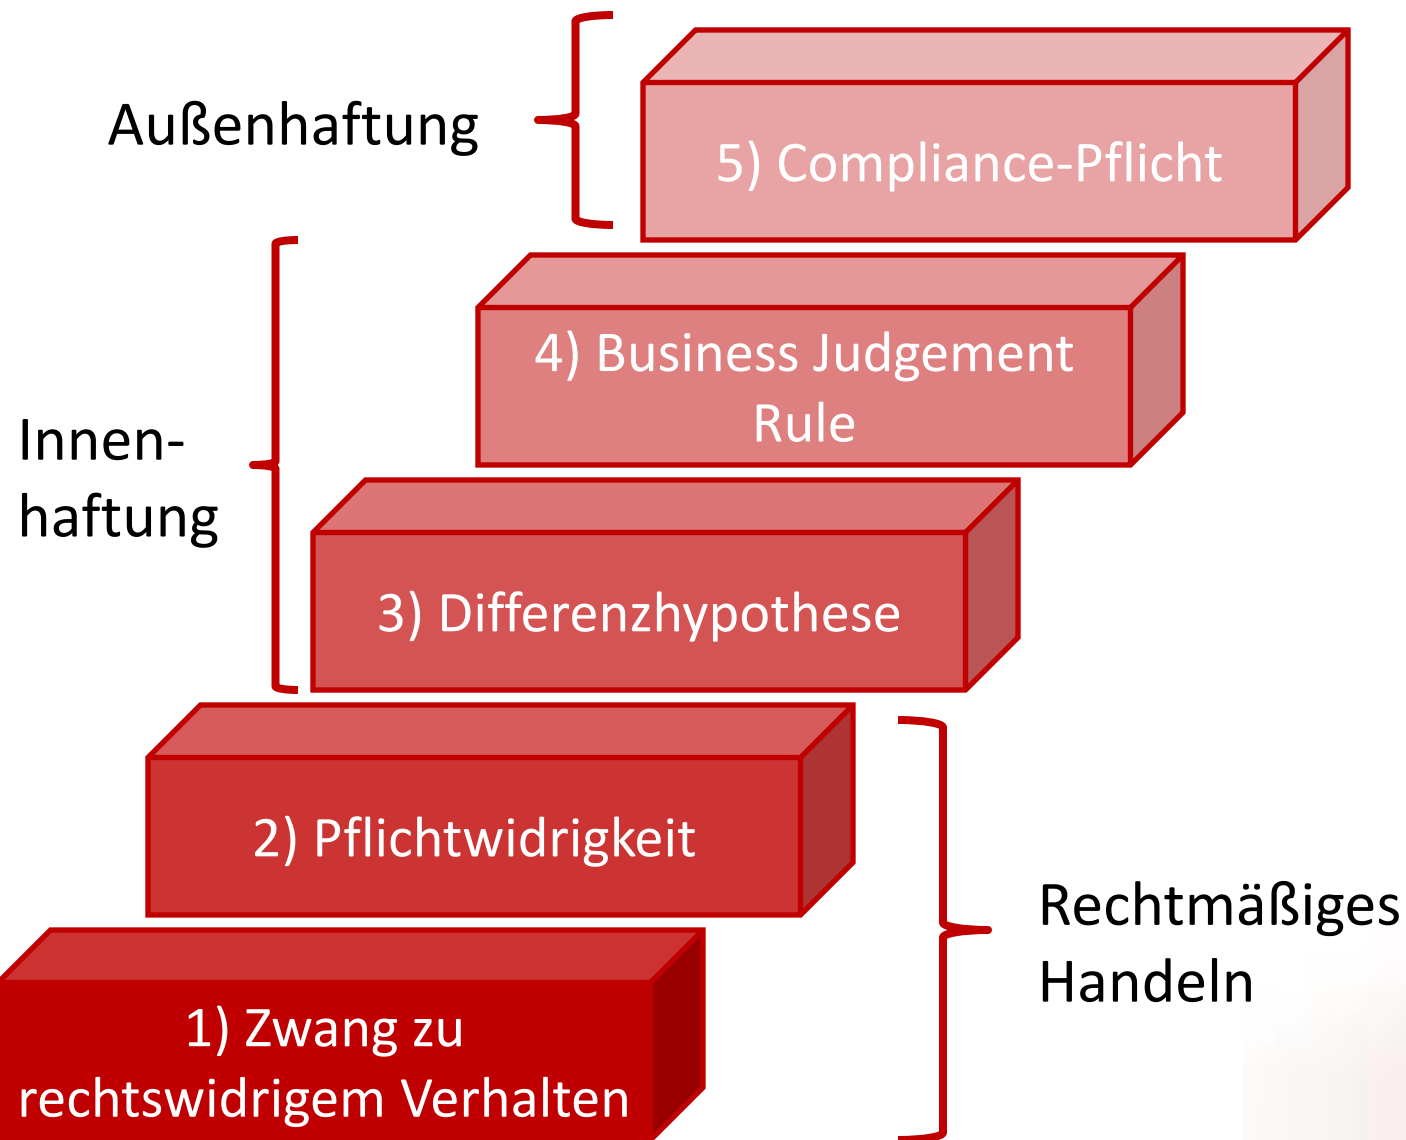 Außenhaftung
5) Compliance-Pflicht
4) Business Judgement
Rule
Innen-
haftung
3) Differenzhypothese
2) Pflichtwidrigkeit
Rechtmäßiges
Handeln
1) Zwang zu
rechtswidrigem Verhalten